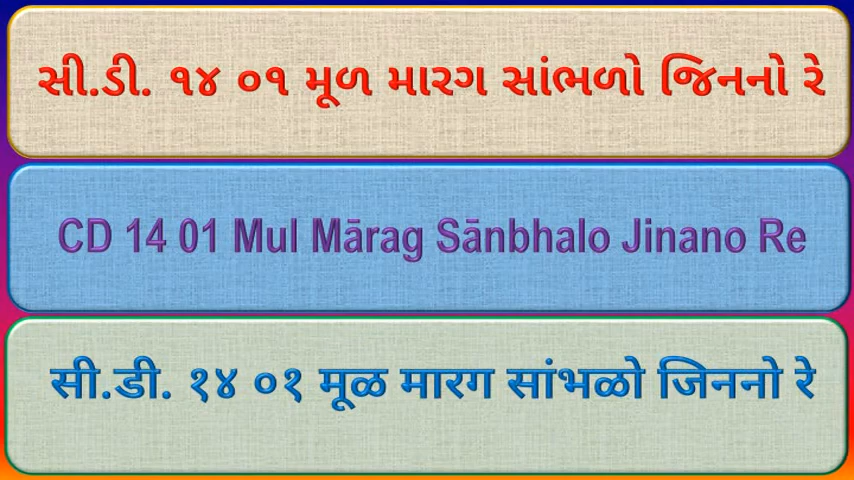 સી.ડી. ૧૪ ૦૧ મૂળ મારગ સાંભળો જિનનો રે
CD 14 01 Mul Mārag Sānbhalo Jinano Re
सी.डी. १४ ०१ मूळ मारग सांभळो जिननो रे